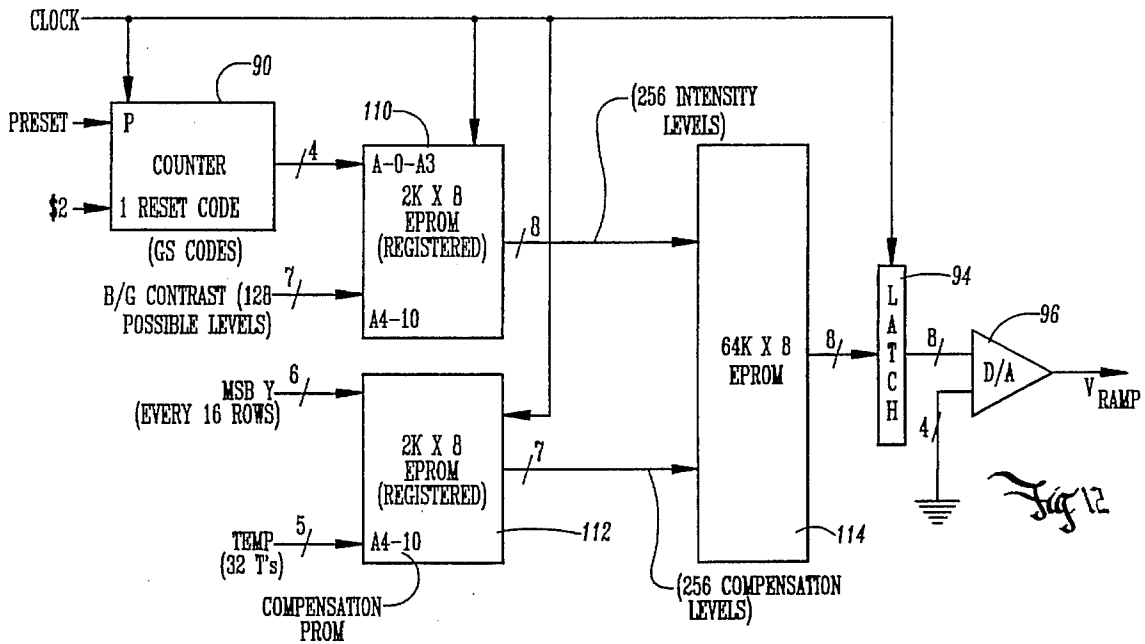 CLOCK
90
PRESET
P
COUNTER
$2
1 RESET CODE
(GS CODES)
4
110
A-0-A3
2K X 8
EPROM
(REGISTERED)
A4-10
8
B/G CONTRAST (128
POSSIBLE LEVELS)
7
(256 INTENSITY
LEVELS)
MSB Y
(EVERY 16 ROWS)
6
2K X 8
EPROM
(REGISTERED)
A4-10
7
TEMP
(32 T's)
5
112
COMPENSATION
PROM
64K X 8
EPROM
114
(256 COMPENSATION
LEVELS)
8
94
LATCH
8
96
D/A
4
V RAMP
Fig 12